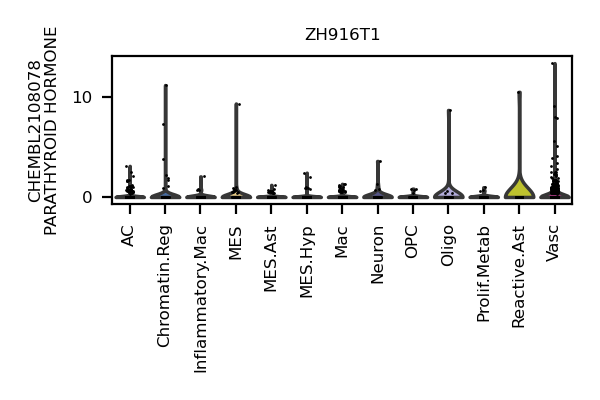 ZH916T1
CHEMBL2108078
PARATHYROID HORMONE
10
0
AC
Chromatin.Reg
Inflammatory.Mac
MES
MES.Ast
MES.Hyp
Mac
Neuron
OPC
Oligo
Prolif.Metab
Reactive.Ast
Vasc